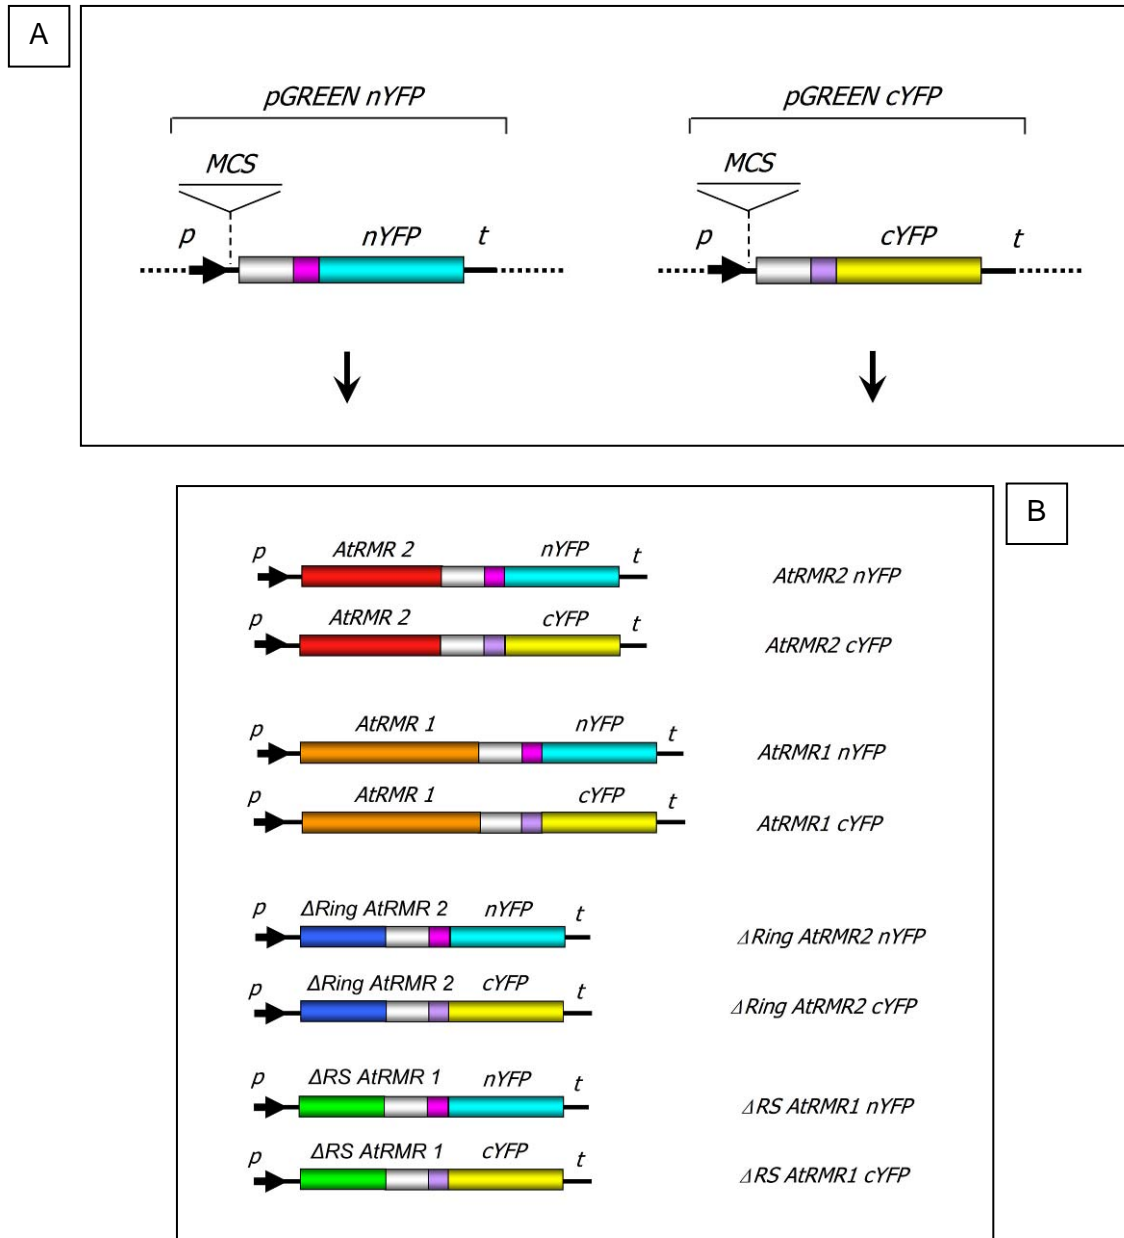 A
pGREEN nYFP
pGREEN cYFP
MCS
MCS
p
nYFP
t
p
cYFP
t
B
p
AtRMR 2
nYFP
t
AtRMR2 nYFP
p
AtRMR 2
cYFP
t
AtRMR2 cYFP
p
AtRMR 1
nYFP
t
AtRMR1 nYFP
p
AtRMR 1
cYFP
t
AtRMR1 cYFP
p
ΔRing AtRMR 2
nYFP
t
ΔRing AtRMR2 nYFP
p
ΔRing AtRMR 2
cYFP
t
ΔRing AtRMR2 cYFP
p
ΔRS AtRMR 1
nYFP
t
ΔRS AtRMR1 nYFP
p
ΔRS AtRMR 1
cYFP
t
ΔRS AtRMR1 cYFP